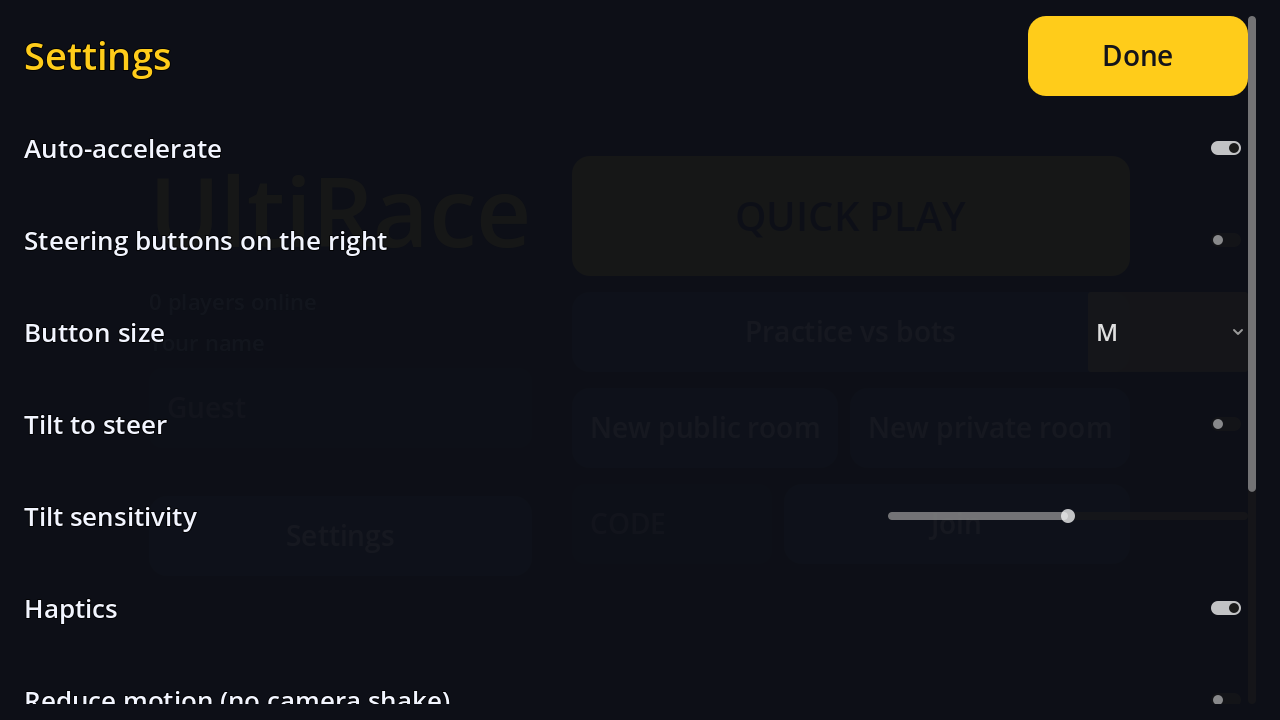 Settings
Done
Auto-accelerate
UltiRace
QUICK PLAY
Steering buttons on the right
0 players online
Button size
Your name
Practice vs bots
M
Guest
Tilt to steer
New public room
New private room
Tilt sensitivity
CODE
Join
Settings
Haptics
Reduce motion (no camera shake)